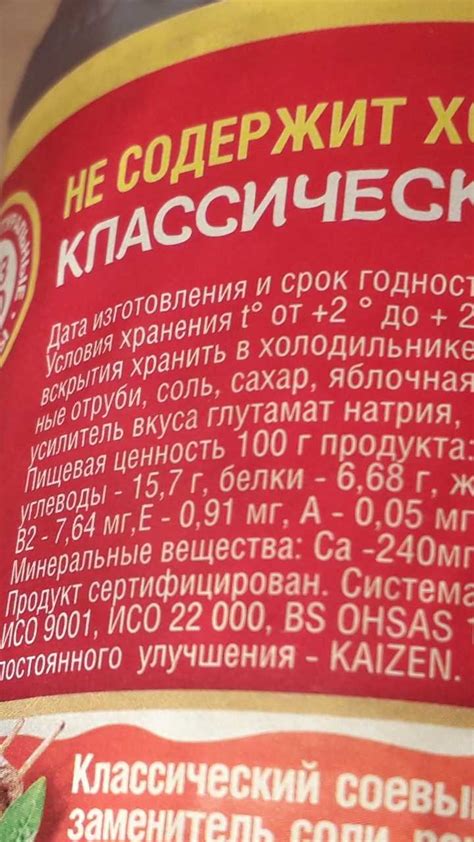 НЕ СОДЕРЖИТ
КЛАССИЧЕСК
Дата изготовления и срок годност
Условия хранения t° от +2 ° до + 2
вскрытия хранить в холодильнике
ные отруби, соль, сахар, яблочная
усилитель вкуса глутамат натрия,
Пищевая ценность 100 г продукта:
углеводы - 15,7 г, белки - 6,68 г, ж
В2 - 7,64 мг, Е - 0,91 мг, А - 0,05 мг
Минеральные вещества: Ca -240мг
Продукт сертифицирован. Система
ИСО 9001, ИСО 22 000, BS OHSAS
постоянного улучшения - KAIZEN.
Классический соевы
заменитель соли